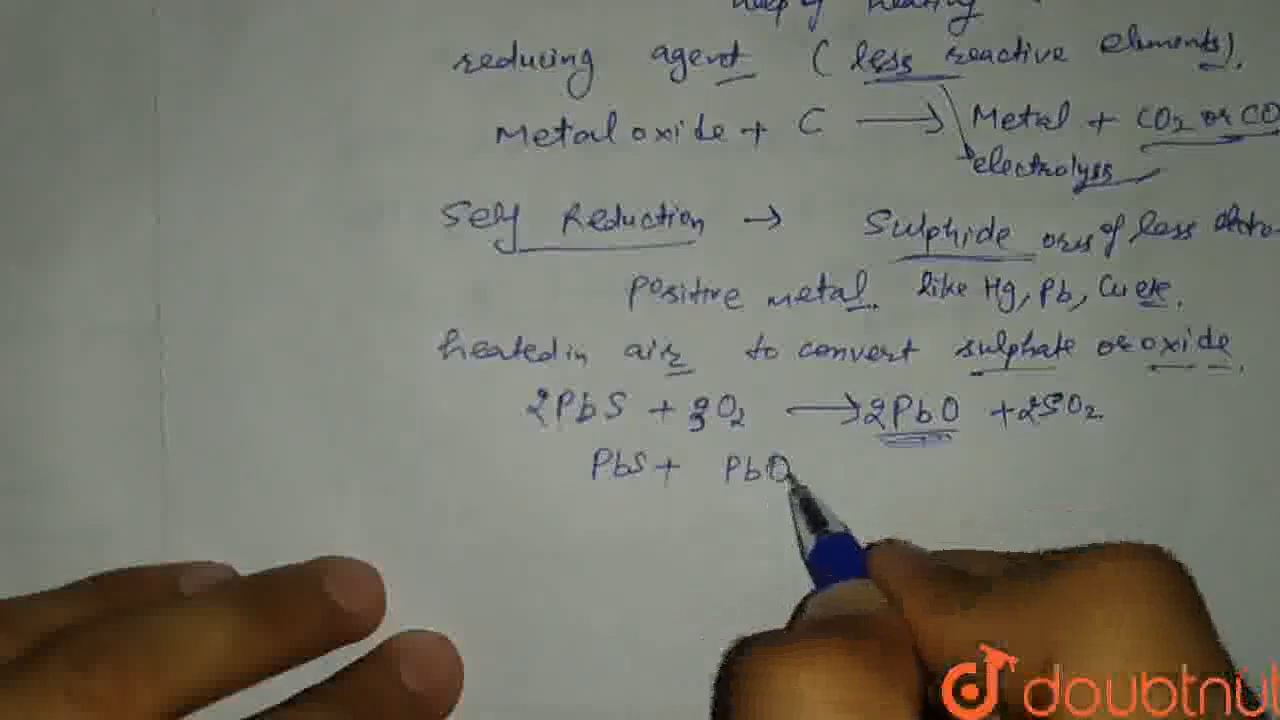 heating
reducing agent (less reactive elements).
Metal oxide + C → Metal + CO2 or CO
electrolyss
Self Reduction → Sulphide ores of less electro-
positive metal like Hg, Pb, Cu etc.
heated in air to convert sulphate or oxide.
2PbS + 3O2 → 2PbO + 2SO2
PbS + PbO
doubtnut